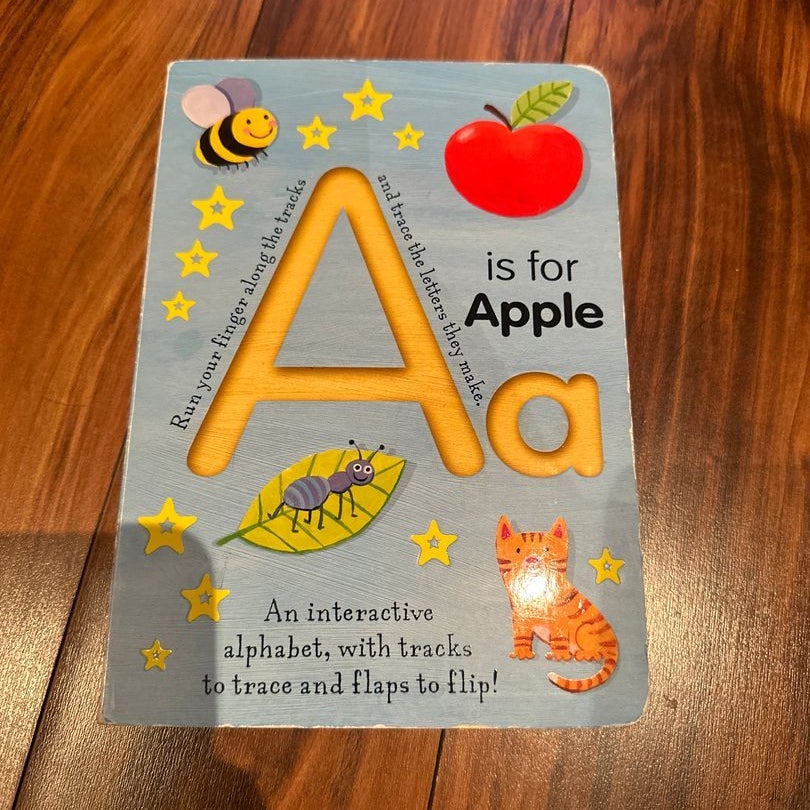 Run your finger along the tracks
and trace the letters they make.
Aa
is for
Apple
An interactive
alphabet, with tracks
to trace and flaps to flip!